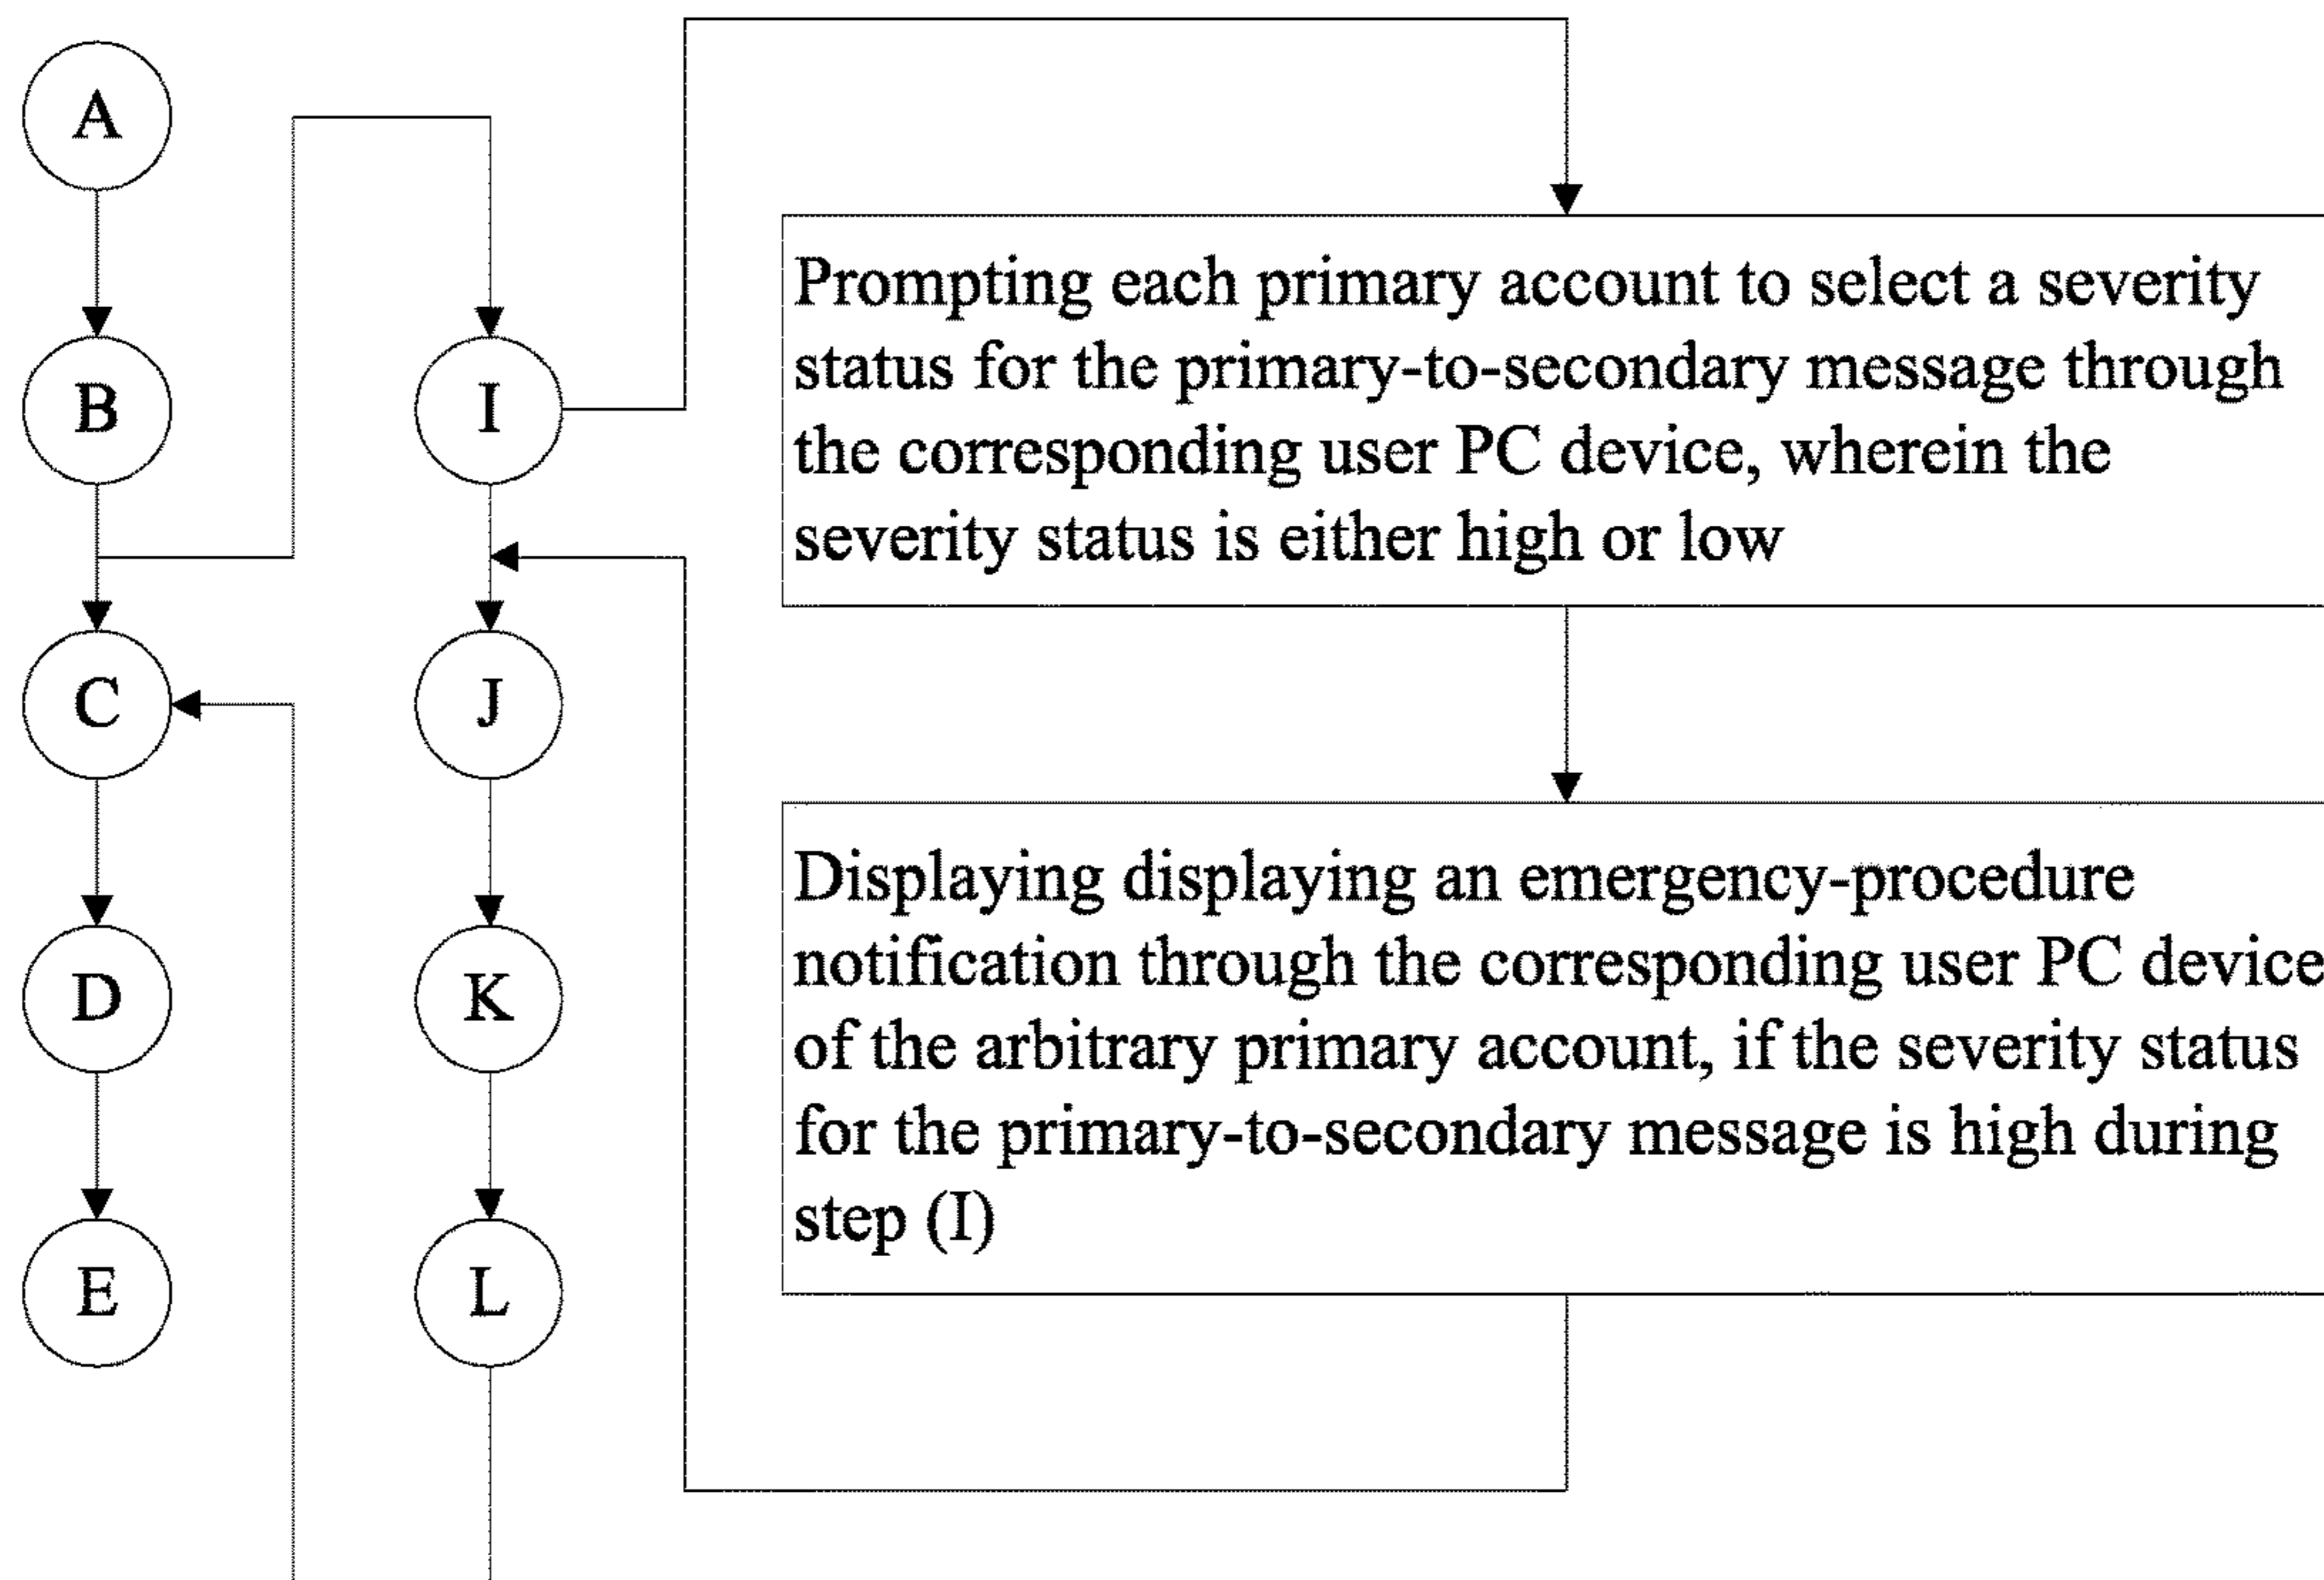 A
B
C
D
E
I
J
K
L
Prompting each primary account to select a severity
status for the primary-to-secondary message through
the corresponding user PC device, wherein the
severity status is either high or low
Displaying displaying an emergency-procedure
notification through the corresponding user PC device
of the arbitrary primary account, if the severity status
for the primary-to-secondary message is high during
step (I)